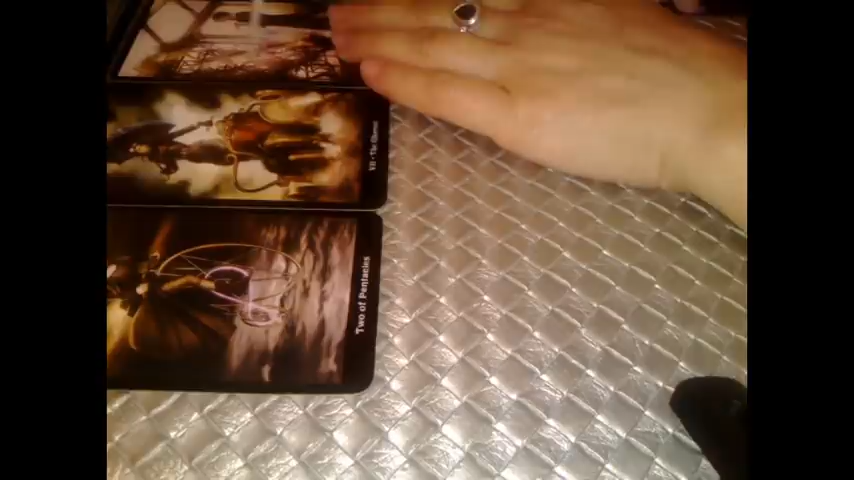 VII • The Chariot
Two of Pentacles